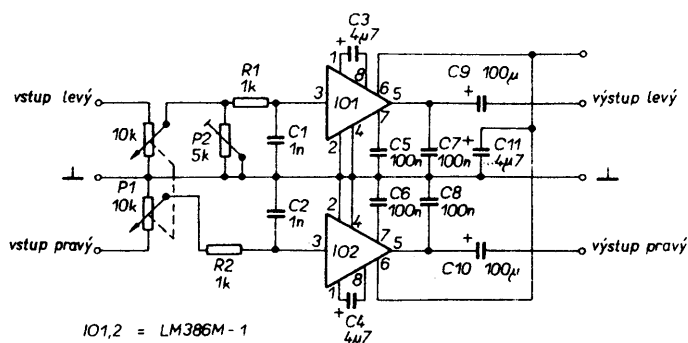 C3
4µ7
+
1
8
R1
1k
vstup levý
3
IO1
6
5
7
4
2
C9 100µ
+
výstup levý
10k
P2
5k
C1
1n
C5
100n
C7
100n
+
C11
4µ7
P1
10k
C2
1n
C6
100n
C8
100n
2
4
vstup pravý
R2
1k
3
IO2
7
5
6
8
1
+
C10 100µ
výstup pravý
+
C4
4µ7
IO1,2 = LM386M-1